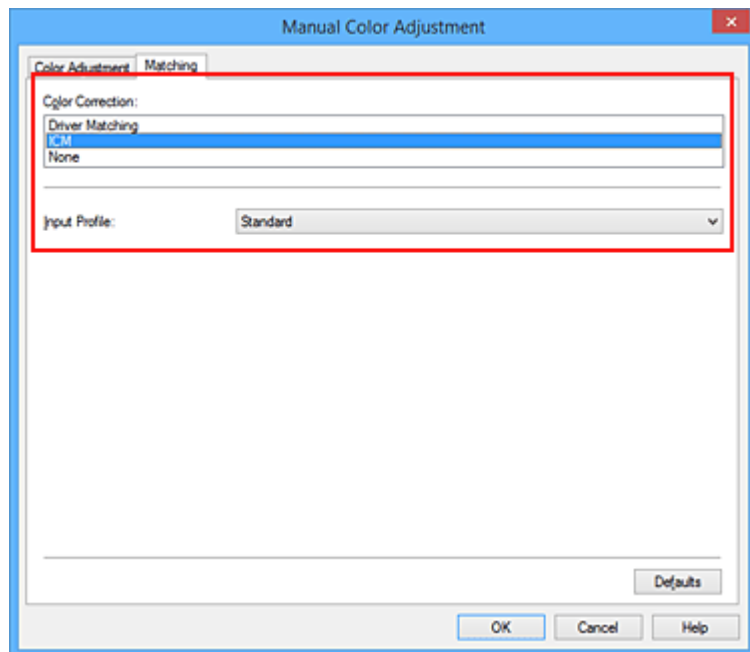 Manual Color Adjustment
Color Adjustment Matching
Color Correction:
Driver Matching
ICM
None
Input Profile: Standard
Defaults
OK Cancel Help